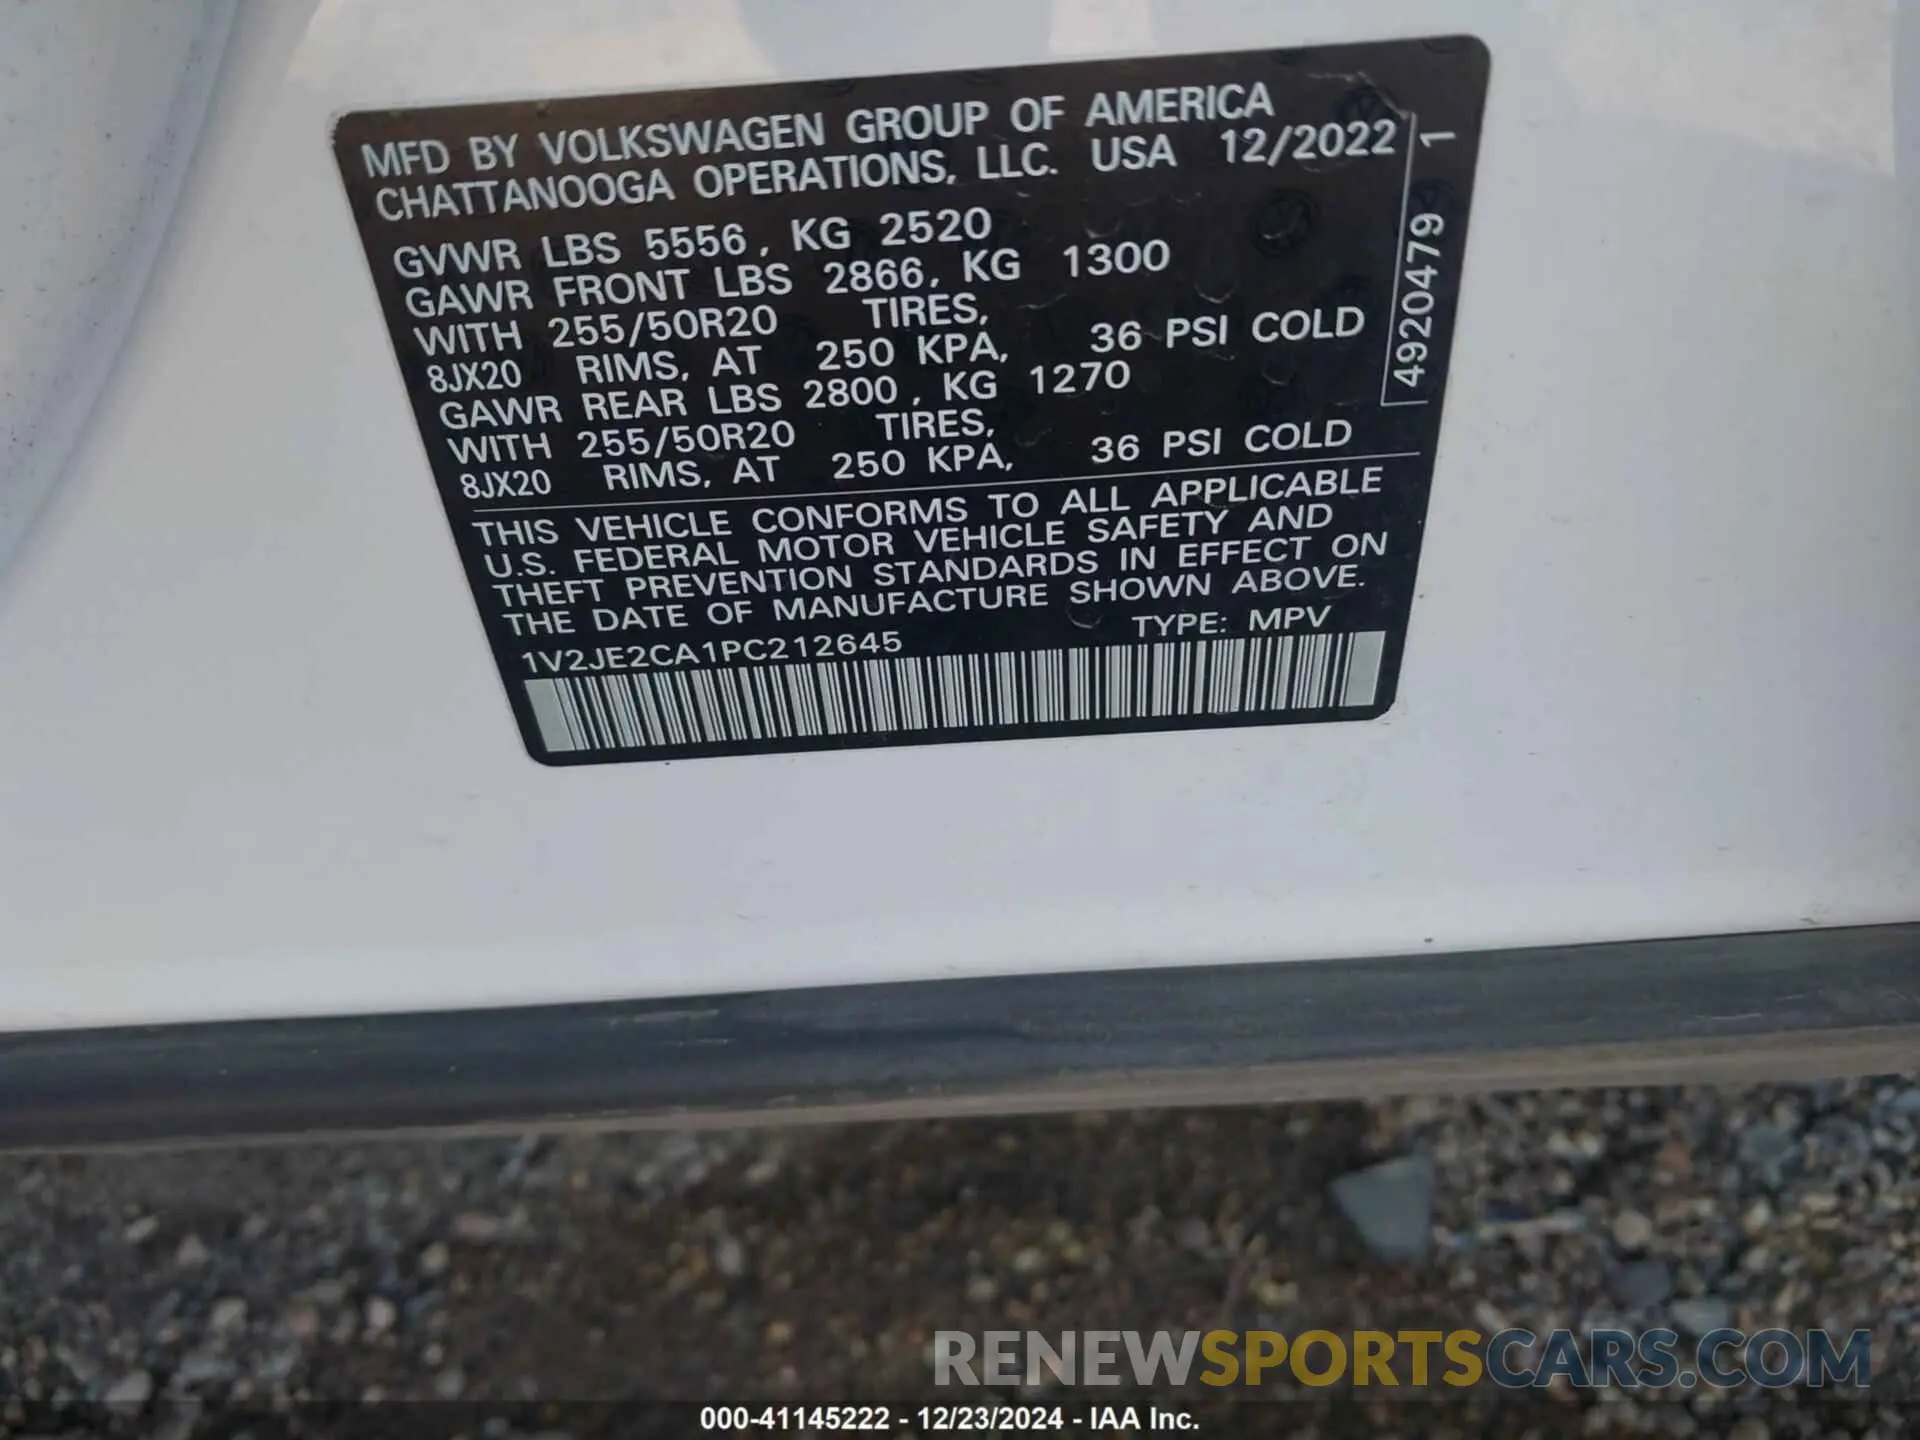 MFD BY VOLKSWAGEN GROUP OF AMERICA
CHATTANOOGA OPERATIONS, LLC. USA 12/2022
GVWR LBS 5556, KG 2520
GAWR FRONT LBS 2866, KG 1300
WITH 255/50R20 TIRES,
8JX20 RIMS, AT 250 KPA, 36 PSI COLD
GAWR REAR LBS 2800, KG 1270
WITH 255/50R20 TIRES,
8JX20 RIMS, AT 250 KPA, 36 PSI COLD
4920479 1
THIS VEHICLE CONFORMS TO ALL APPLICABLE
U.S. FEDERAL MOTOR VEHICLE SAFETY AND
THEFT PREVENTION STANDARDS IN EFFECT ON
THE DATE OF MANUFACTURE SHOWN ABOVE.
1V2JE2CA1PC212645 TYPE: MPV
RENEWSPORTSCARS.COM
000-41145222 - 12/23/2024 - IAA Inc.